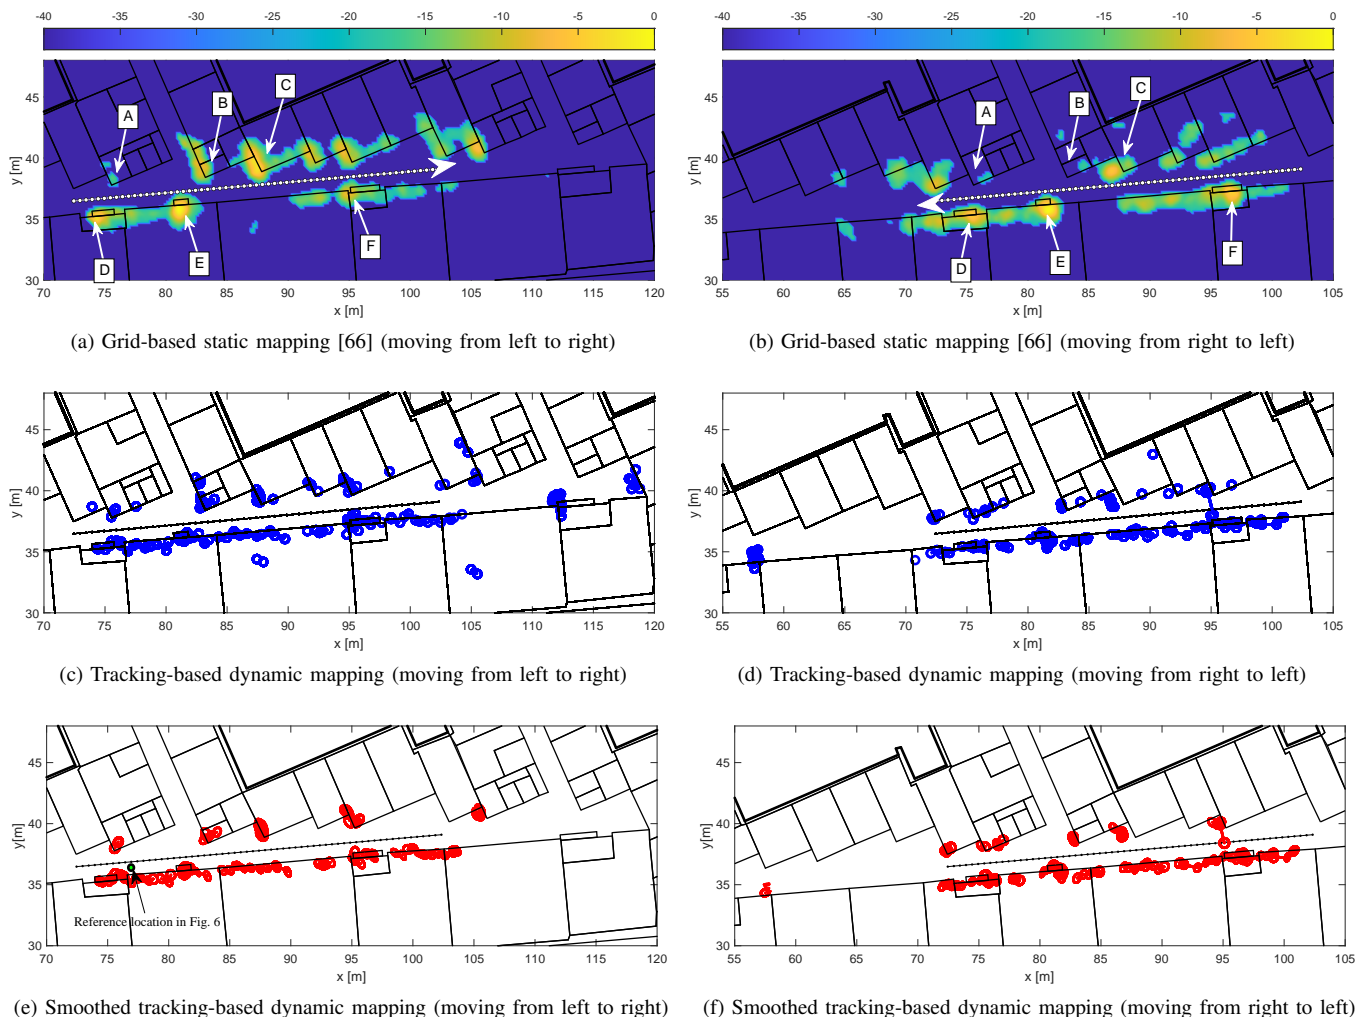 -40 -35 -30 -25 -20 -15 -10 -5 0
45
40
35
30
y [m]
A
B
C
D
E
F
70 75 80 85 90 95 100 105 110 115 120
x [m]
(a) Grid-based static mapping [66] (moving from left to right)
-40 -35 -30 -25 -20 -15 -10 -5 0
45
40
35
30
y [m]
A
B
C
D
E
F
55 60 65 70 75 80 85 90 95 100 105
x [m]
(b) Grid-based static mapping [66] (moving from right to left)
45
40
35
30
y [m]
70 75 80 85 90 95 100 105 110 115 120
x [m]
(c) Tracking-based dynamic mapping (moving from left to right)
45
40
35
30
y [m]
55 60 65 70 75 80 85 90 95 100 105
x [m]
(d) Tracking-based dynamic mapping (moving from right to left)
45
40
35
30
y[m]
Reference location in Fig. 6
70 75 80 85 90 95 100 105 110 115 120
x [m]
(e) Smoothed tracking-based dynamic mapping (moving from left to right)
45
40
35
30
y[m]
55 60 65 70 75 80 85 90 95 100 105
x [m]
(f) Smoothed tracking-based dynamic mapping (moving from right to left)